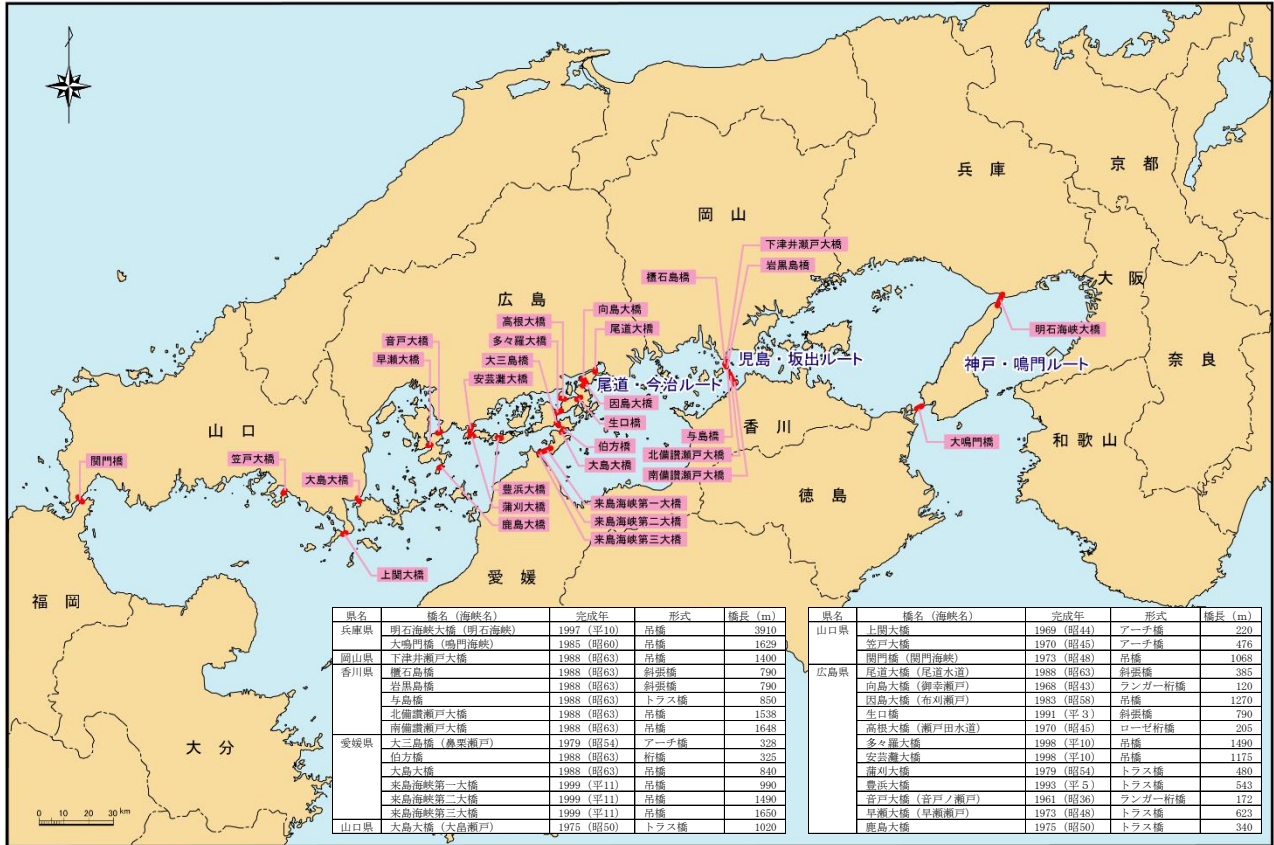 兵 庫
京 都
岡 山
大 阪
広 島
奈 良
和歌山
香 川
徳 島
愛 媛
山 口
福 岡
大 分
下津井瀬戸大橋
岩黒島橋
櫃石島橋
向島大橋
高根大橋
尾道大橋
音戸大橋
多々羅大橋
早瀬大橋
大三島橋
安芸灘大橋
明石海峡大橋
児島・坂出ルート
神戸・鳴門ルート
尾道・今治ルート
因島大橋
生口橋
伯方橋
大島大橋
与島橋
北備讃瀬戸大橋
南備讃瀬戸大橋
大鳴門橋
関門橋
笠戸大橋
大島大橋
豊浜大橋
蒲刈大橋
鹿島大橋
来島海峡第一大橋
来島海峡第二大橋
来島海峡第三大橋
上関大橋
0 10 20 30 km
県名 橋名（海峡名） 完成年 形式 橋長（m）
兵庫県 明石海峡大橋（明石海峡） 1997（平10） 吊橋 3910
大鳴門橋（鳴門海峡） 1985（昭60） 吊橋 1629
岡山県 下津井瀬戸大橋 1988（昭63） 吊橋 1400
香川県 櫃石島橋 1988（昭63） 斜張橋 790
岩黒島橋 1988（昭63） 斜張橋 790
与島橋 1988（昭63） トラス橋 850
北備讃瀬戸大橋 1988（昭63） 吊橋 1538
南備讃瀬戸大橋 1988（昭63） 吊橋 1648
愛媛県 大三島橋（鼻栗瀬戸） 1979（昭54） アーチ橋 328
伯方橋 1988（昭63） 桁橋 325
大島大橋 1988（昭63） 吊橋 840
来島海峡第一大橋 1999（平11） 吊橋 990
来島海峡第二大橋 1999（平11） 吊橋 1490
来島海峡第三大橋 1999（平11） 吊橋 1650
山口県 大島大橋（大畠瀬戸） 1975（昭50） トラス橋 1020
県名 橋名（海峡名） 完成年 形式 橋長（m）
山口県 上関大橋 1969（昭44） アーチ橋 220
笠戸大橋 1970（昭45） アーチ橋 476
関門橋（関門海峡） 1973（昭48） 吊橋 1068
広島県 尾道大橋（尾道水道） 1988（昭63） 斜張橋 385
向島大橋（御幸瀬戸） 1968（昭43） ランガー桁橋 120
因島大橋（布刈瀬戸） 1983（昭58） 吊橋 1270
生口橋 1991（平3） 斜張橋 790
高根大橋（瀬戸田水道） 1970（昭45） ローゼ桁橋 205
多々羅大橋 1998（平10） 吊橋 1490
安芸灘大橋 1998（平10） 吊橋 1175
蒲刈大橋 1979（昭54） トラス橋 480
豊浜大橋 1993（平5） トラス橋 543
音戸大橋（音戸ノ瀬戸） 1961（昭36） ランガー桁橋 172
早瀬大橋（早瀬瀬戸） 1973（昭48） トラス橋 623
鹿島大橋 1975（昭50） トラス橋 340